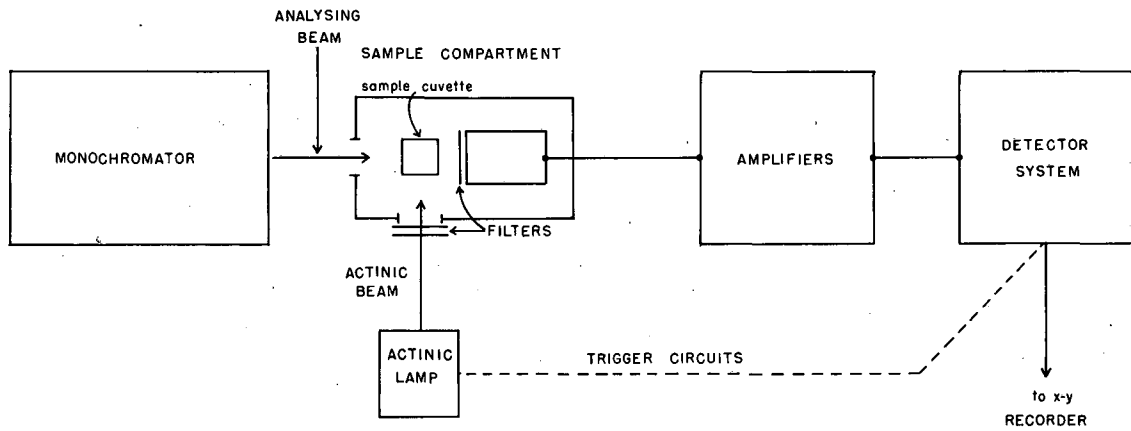 ANALYSING
BEAM
SAMPLE COMPARTMENT
sample cuvette
MONOCHROMATOR
AMPLIFIERS
DETECTOR
SYSTEM
FILTERS
ACTINIC
BEAM
ACTINIC
LAMP
TRIGGER CIRCUITS
to x-y
RECORDER